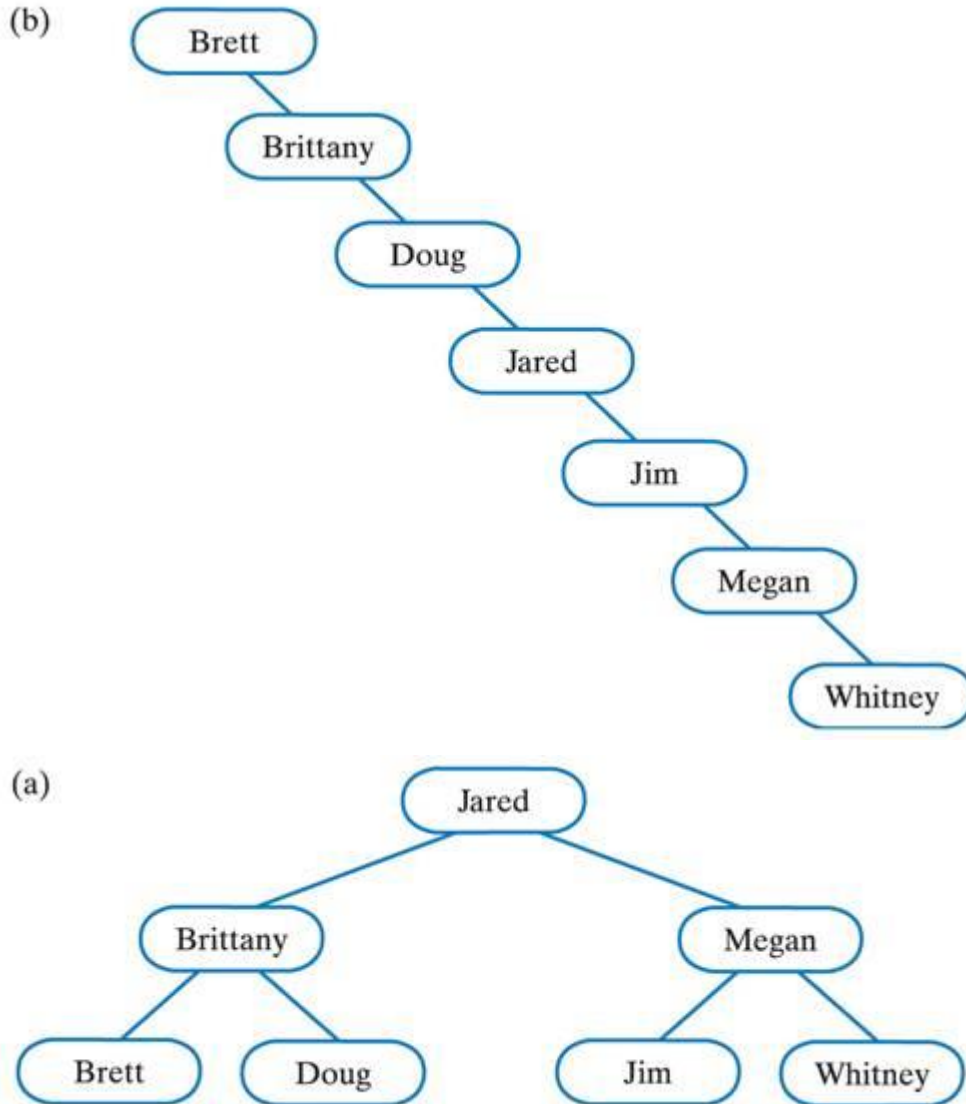 (b)
Brett
Brittany
Doug
Jared
Jim
Megan
Whitney
(a)
Jared
Brittany Megan
Brett Doug Jim Whitney